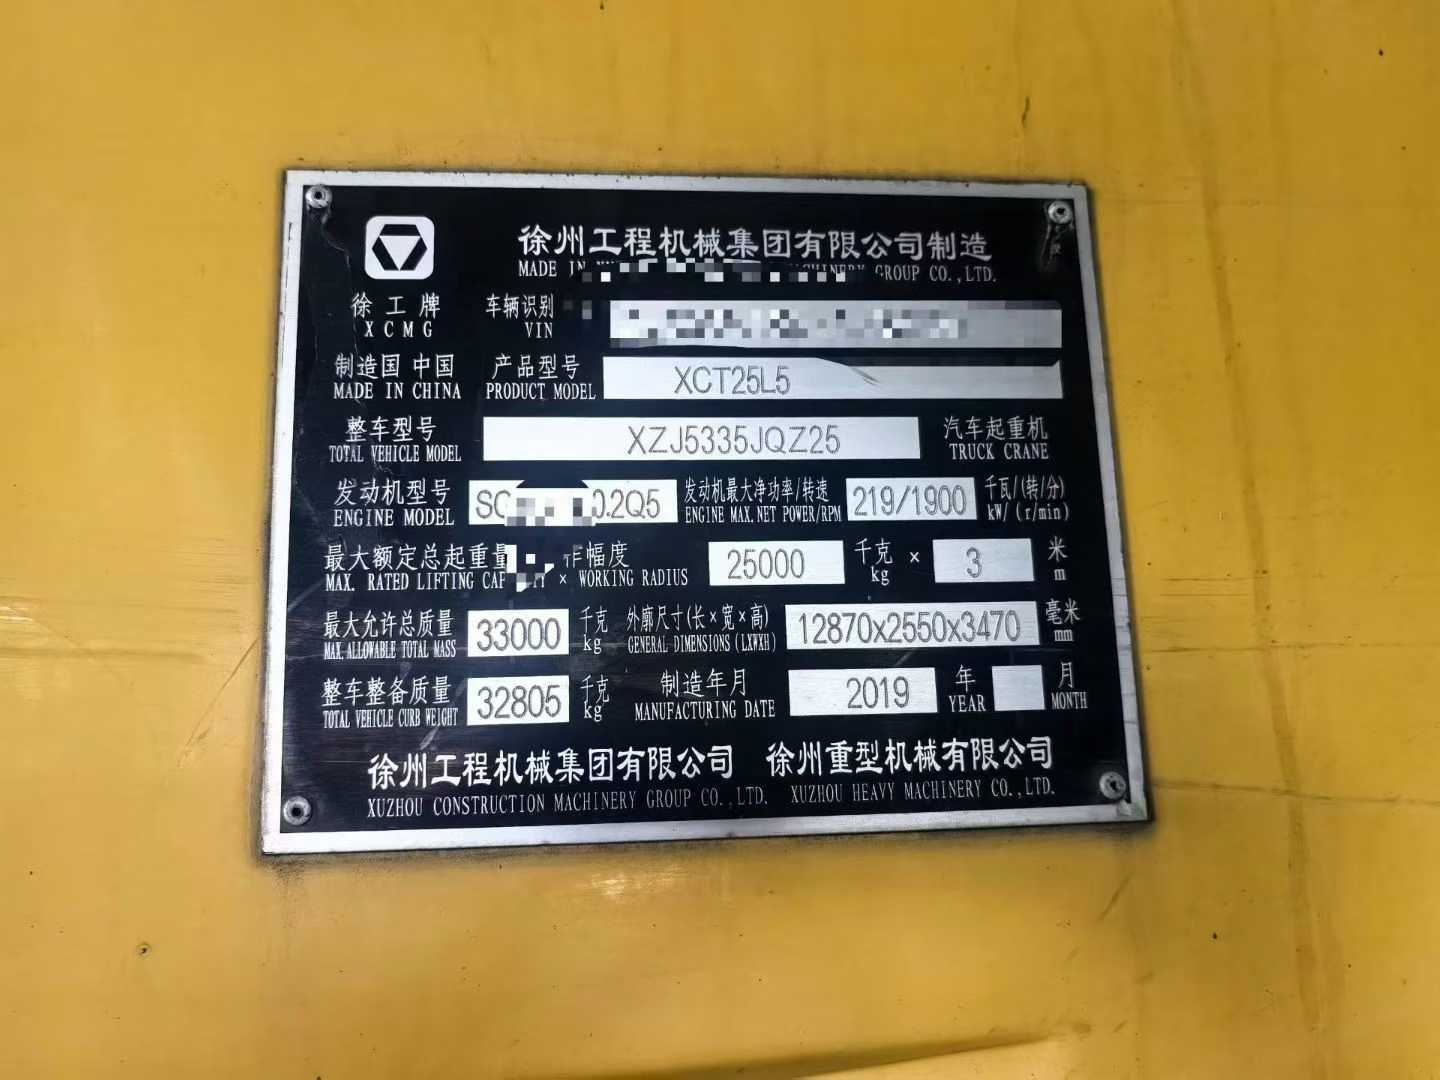 徐州工程机械集团有限公司制造
MADE IN GROUP CO.,LTD.
徐工牌
XCMG
车辆识别
VIN
制造国 中国
MADE IN CHINA
产品型号
PRODUCT MODEL
XCT25L5
整车型号
TOTAL VEHICLE MODEL
XZJ5335JQZ25
汽车起重机
TRUCK CRANE
发动机型号
ENGINE MODEL
发动机最大净功率/转速
ENGINE MAX.NET POWER/RPM
219/1900
千瓦/(转/分)
kW/(r/min)
最大额定总起重量 幅度
MAX. RATED LIFTING × WORKING RADIUS
25000
千克
kg
×
3
米
m
最大允许总质量
MAX.ALLOWABLE TOTAL MASS
33000
千克
kg
外廓尺寸(长×宽×高)
GENERAL DIMENSIONS (LXWXH)
12870x2550x3470
毫米
mm
整车整备质量
TOTAL VEHICLE CURB WEIGHT
32805
千克
kg
制造年月
MANUFACTURING DATE
2019
年
YEAR
月
MONTH
徐州工程机械集团有限公司 徐州重型机械有限公司
XUZHOU CONSTRUCTION MACHINERY GROUP CO.,LTD. XUZHOU HEAVY MACHINERY CO.,LTD.